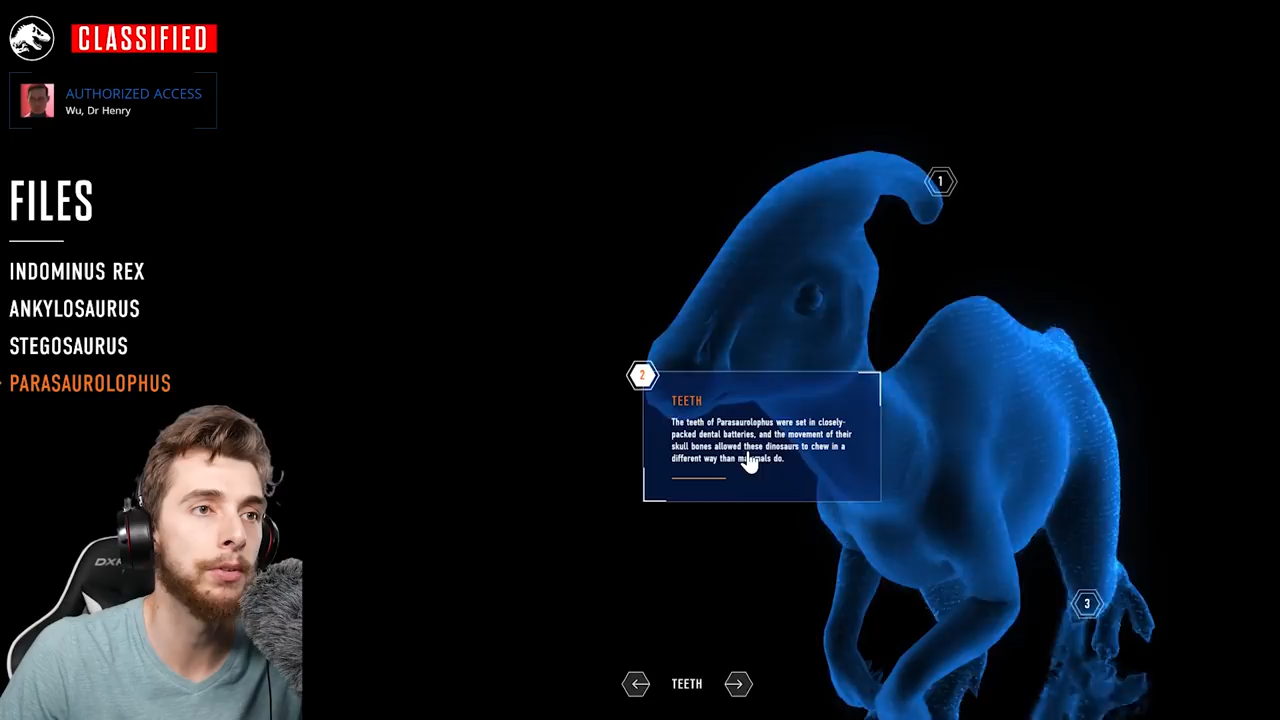 CLASSIFIED
AUTHORIZED ACCESS
Wu, Dr Henry
FILES
INDOMINUS REX
ANKYLOSAURUS
STEGOSAURUS
PARASAUROLOPHUS
1
2
TEETH
The teeth of Parasaurolophus were set in closely-
packed dental batteries, and the movement of their
skull bones allowed these dinosaurs to chew in a
different way than mammals do.
3
TEETH